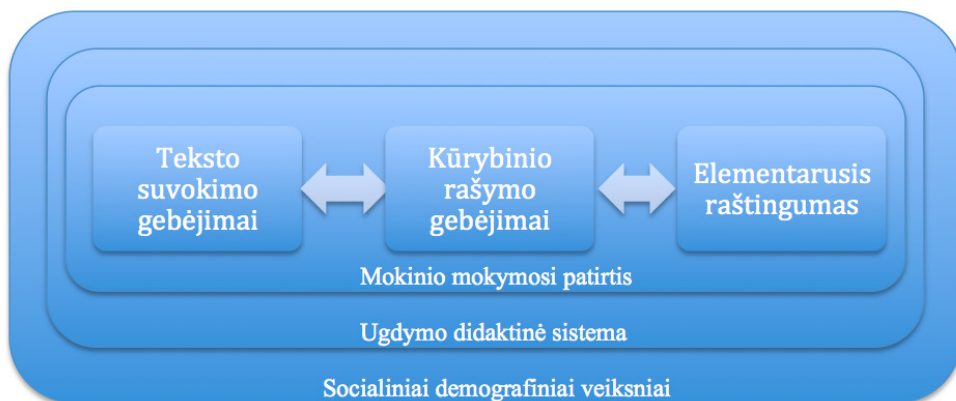 Teksto
suvokimo
gebėjimai
Kūrybinio
rašymo
gebėjimai
Elementarusis
raštingumas
Mokinio mokymosi patirtis
Ugdymo didaktinė sistema
Socialiniai demografiniai veiksniai